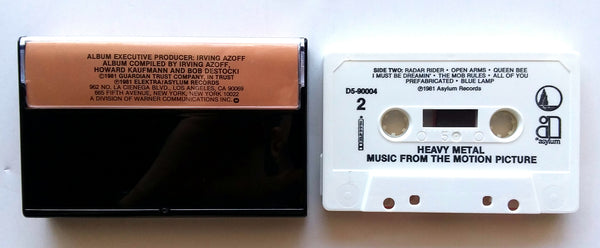 ALBUM EXECUTIVE PRODUCER: IRVING AZOFF
ALBUM COMPILED BY IRVING AZOFF,
HOWARD KAUFMANN AND BOB DESTOCKI
©1981 GUARDIAN TRUST COMPANY, IN TRUST
℗1981 ELEKTRA/ASYLUM RECORDS
962 NO. LA CIENEGA BLVD., LOS ANGELES, CA 90069
665 FIFTH AVENUE, NEW YORK, NEW YORK 10022
A DIVISION OF WARNER COMMUNICATIONS INC.
SIDE TWO: RADAR RIDER • OPEN ARMS • QUEEN BEE
I MUST BE DREAMIN' • THE MOB RULES • ALL OF YOU
PREFABRICATED • BLUE LAMP
℗1981 Asylum Records
D5-90004
2
asylum
HEAVY METAL
MUSIC FROM THE MOTION PICTURE